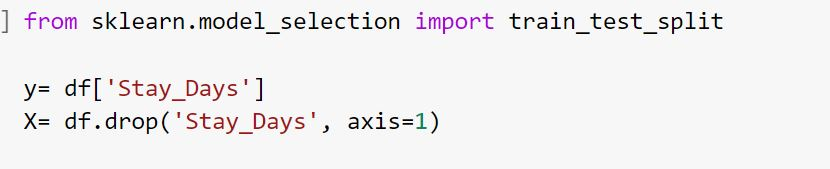 ] from sklearn.model_selection import train_test_split
y= df['Stay_Days']
X= df.drop('Stay_Days', axis=1)